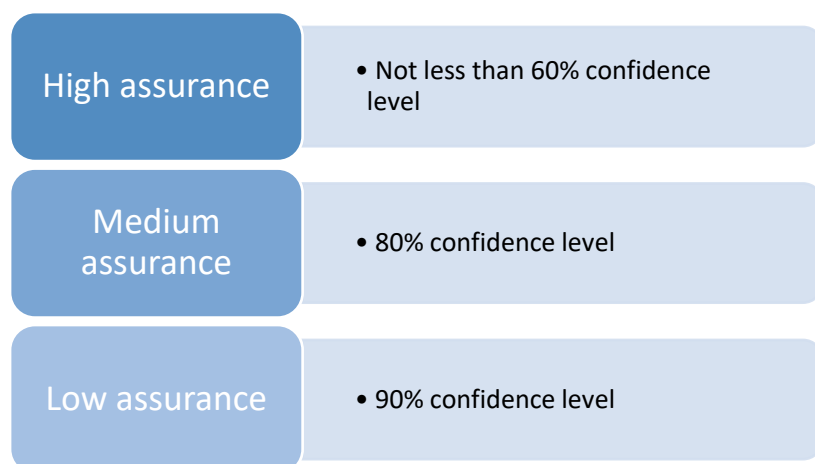 High assurance
• Not less than 60% confidence
level
Medium
assurance
• 80% confidence level
Low assurance
• 90% confidence level